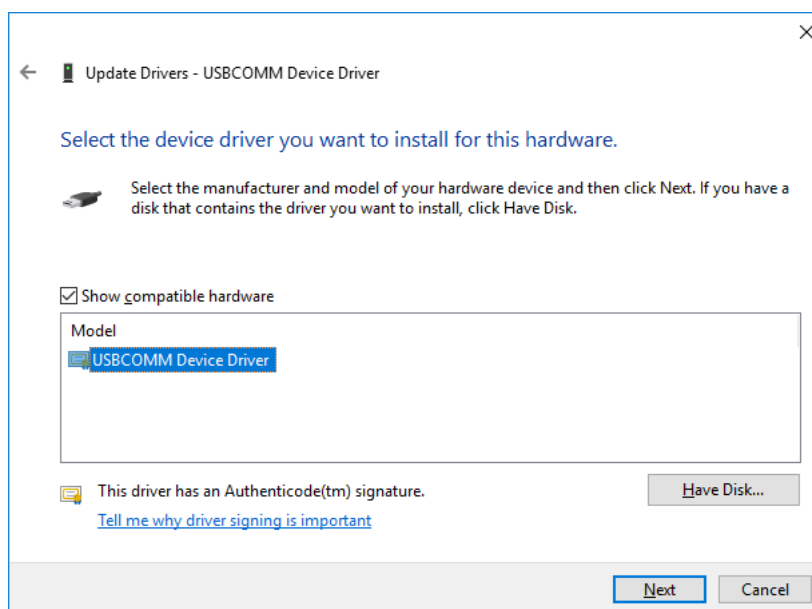 Update Drivers - USBCOMM Device Driver
Select the device driver you want to install for this hardware.
Select the manufacturer and model of your hardware device and then click Next. If you have a
disk that contains the driver you want to install, click Have Disk.
Show compatible hardware
Model
USBCOMM Device Driver
This driver has an Authenticode(tm) signature.
Have Disk...
Tell me why driver signing is important
Next
Cancel